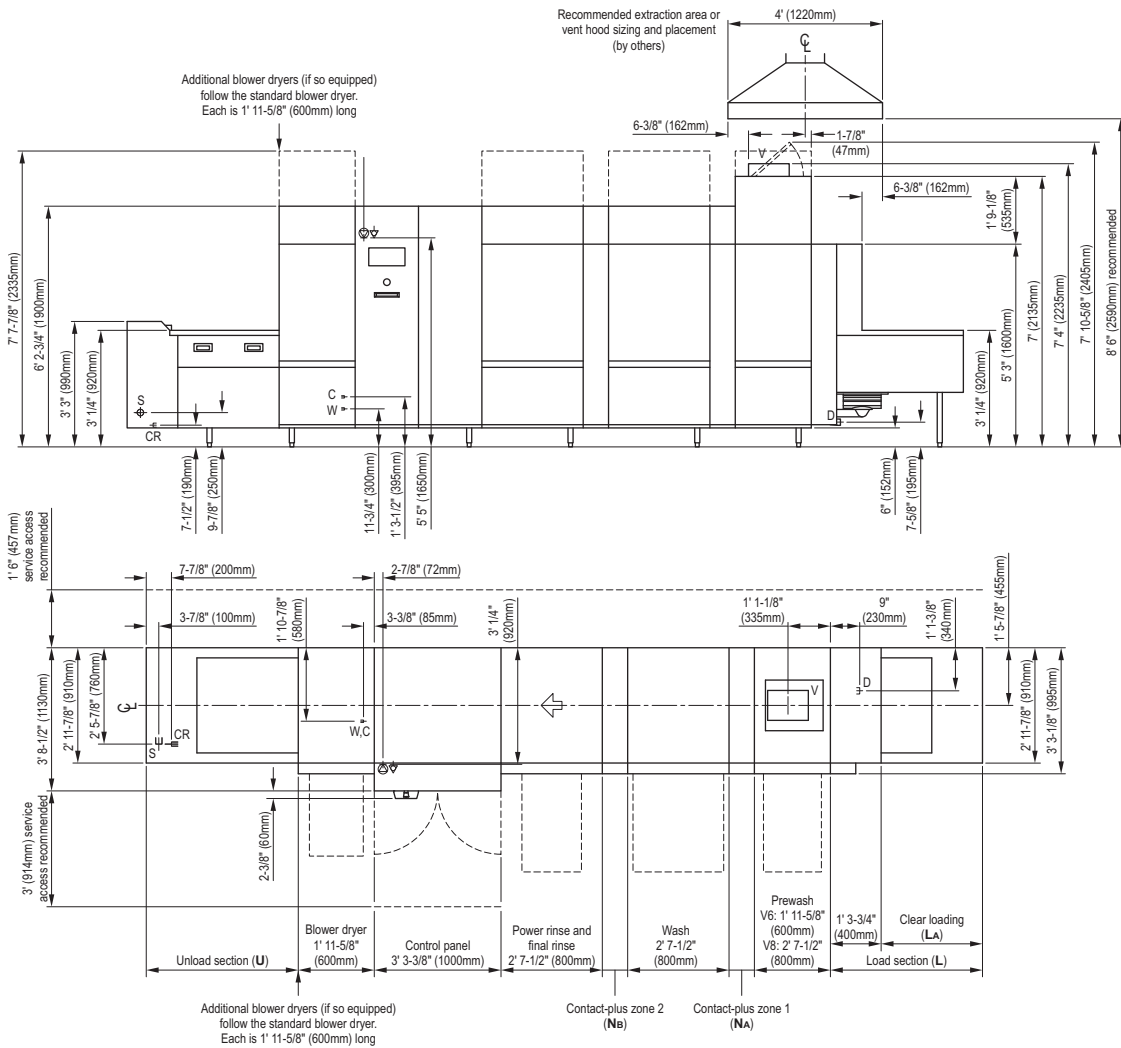 Recommended extraction area or
vent hood sizing and placement
(by others)
4' (1220mm)
CL
Additional blower dryers (if so equipped)
follow the standard blower dryer.
Each is 1' 11-5/8" (600mm) long
6-3/8" (162mm)
1-7/8"
(47mm)
V
6-3/8" (162mm)
1' 9-1/8"
(535mm)
7' 7-7/8" (2335mm)
6' 2-3/4" (1900mm)
3' 3" (990mm)
3' 1/4" (920mm)
S
CR
C
W
D
7-1/2" (190mm)
9-7/8" (250mm)
11-3/4" (300mm)
1' 3-1/2" (395mm)
5' 5" (1650mm)
6" (152mm)
7-5/8" (195mm)
3' 1/4" (920mm)
5' 3" (1600mm)
7' (2135mm)
7' 4" (2235mm)
7' 10-5/8" (2405mm)
8' 6" (2590mm) recommended
1' 6" (457mm)
service access
recommended
7-7/8" (200mm)
3-7/8" (100mm)
2-7/8" (72mm)
3-3/8" (85mm)
1' 10-7/8"
(580mm)
3' 1/4"
(920mm)
1' 1-1/8"
(335mm)
9"
(230mm)
1' 1-3/8"
(340mm)
1' 5-7/8" (455mm)
3' 8-1/2" (1130mm)
2' 11-7/8" (910mm)
2' 5-7/8" (760mm)
CL
S
CR
W,C
V
D
2' 11-7/8" (910mm)
3' 3-1/8" (995mm)
3' (914mm) service
access recommended
2-3/8" (60mm)
Unload section (U)
Blower dryer
1' 11-5/8"
(600mm)
Control panel
3' 3-3/8" (1000mm)
Power rinse and
final rinse
2' 7-1/2" (800mm)
Wash
2' 7-1/2"
(800mm)
Prewash
V6: 1' 11-5/8"
(600mm)
V8: 2' 7-1/2"
(800mm)
1' 3-3/4"
(400mm)
Clear loading
(LA)
Load section (L)
Additional blower dryers (if so equipped)
follow the standard blower dryer.
Each is 1' 11-5/8" (600mm) long
Contact-plus zone 2
(NB)
Contact-plus zone 1
(NA)